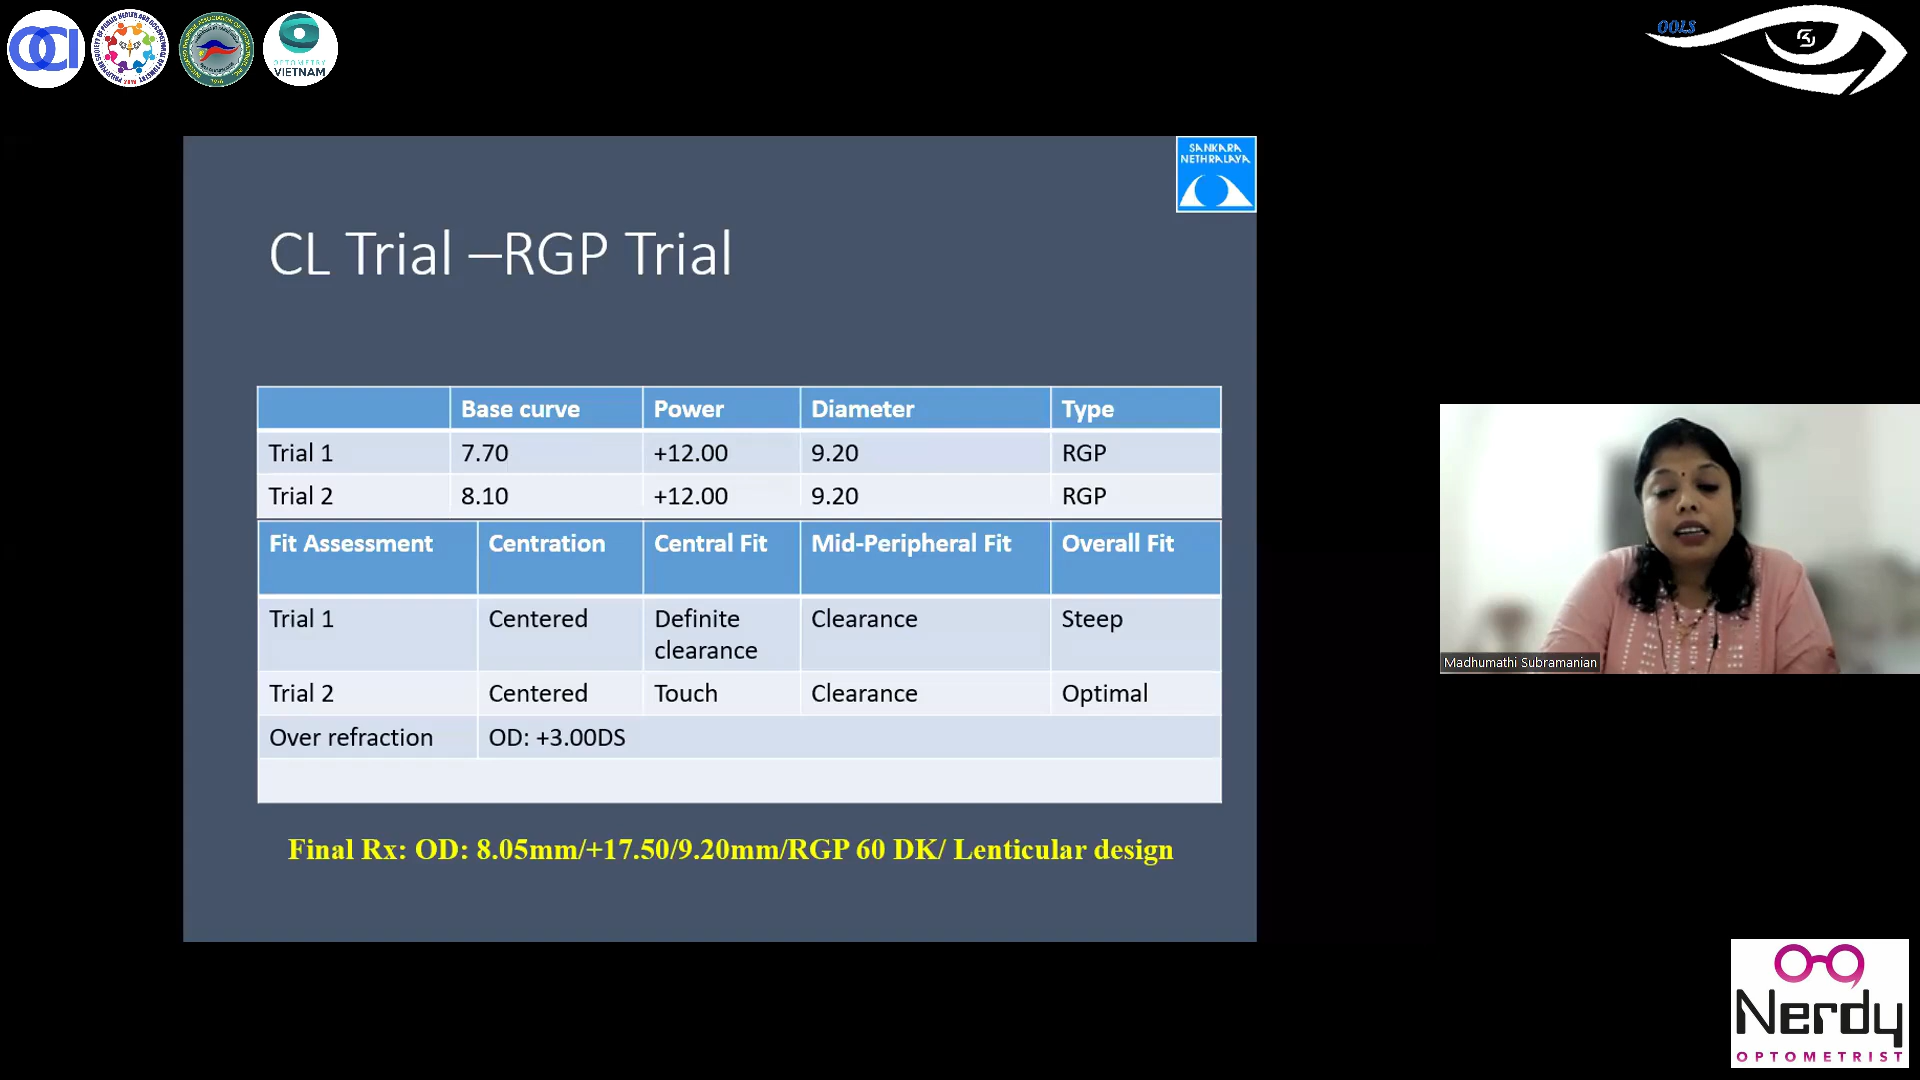 OCI
OPTOMETRY
VIETNAM
OOLS
SANKARA
NETHRALAYA
CL Trial –RGP Trial
Base curve Power Diameter Type
Trial 1 7.70 +12.00 9.20 RGP
Trial 2 8.10 +12.00 9.20 RGP
Fit Assessment Centration Central Fit Mid-Peripheral Fit Overall Fit
Trial 1 Centered Definite clearance Clearance Steep
Trial 2 Centered Touch Clearance Optimal
Over refraction OD: +3.00DS
Final Rx: OD: 8.05mm/+17.50/9.20mm/RGP 60 DK/ Lenticular design
Madhumathi Subramanian
Nerdy
OPTOMETRIST